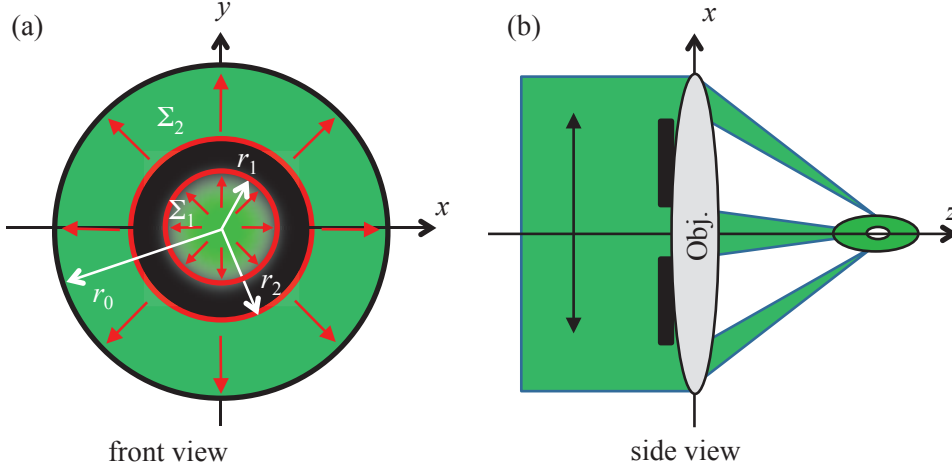 (a)
y
Σ2
r1
Σ1
x
r0
r2
front view
(b)
x
Obj.
z
side view